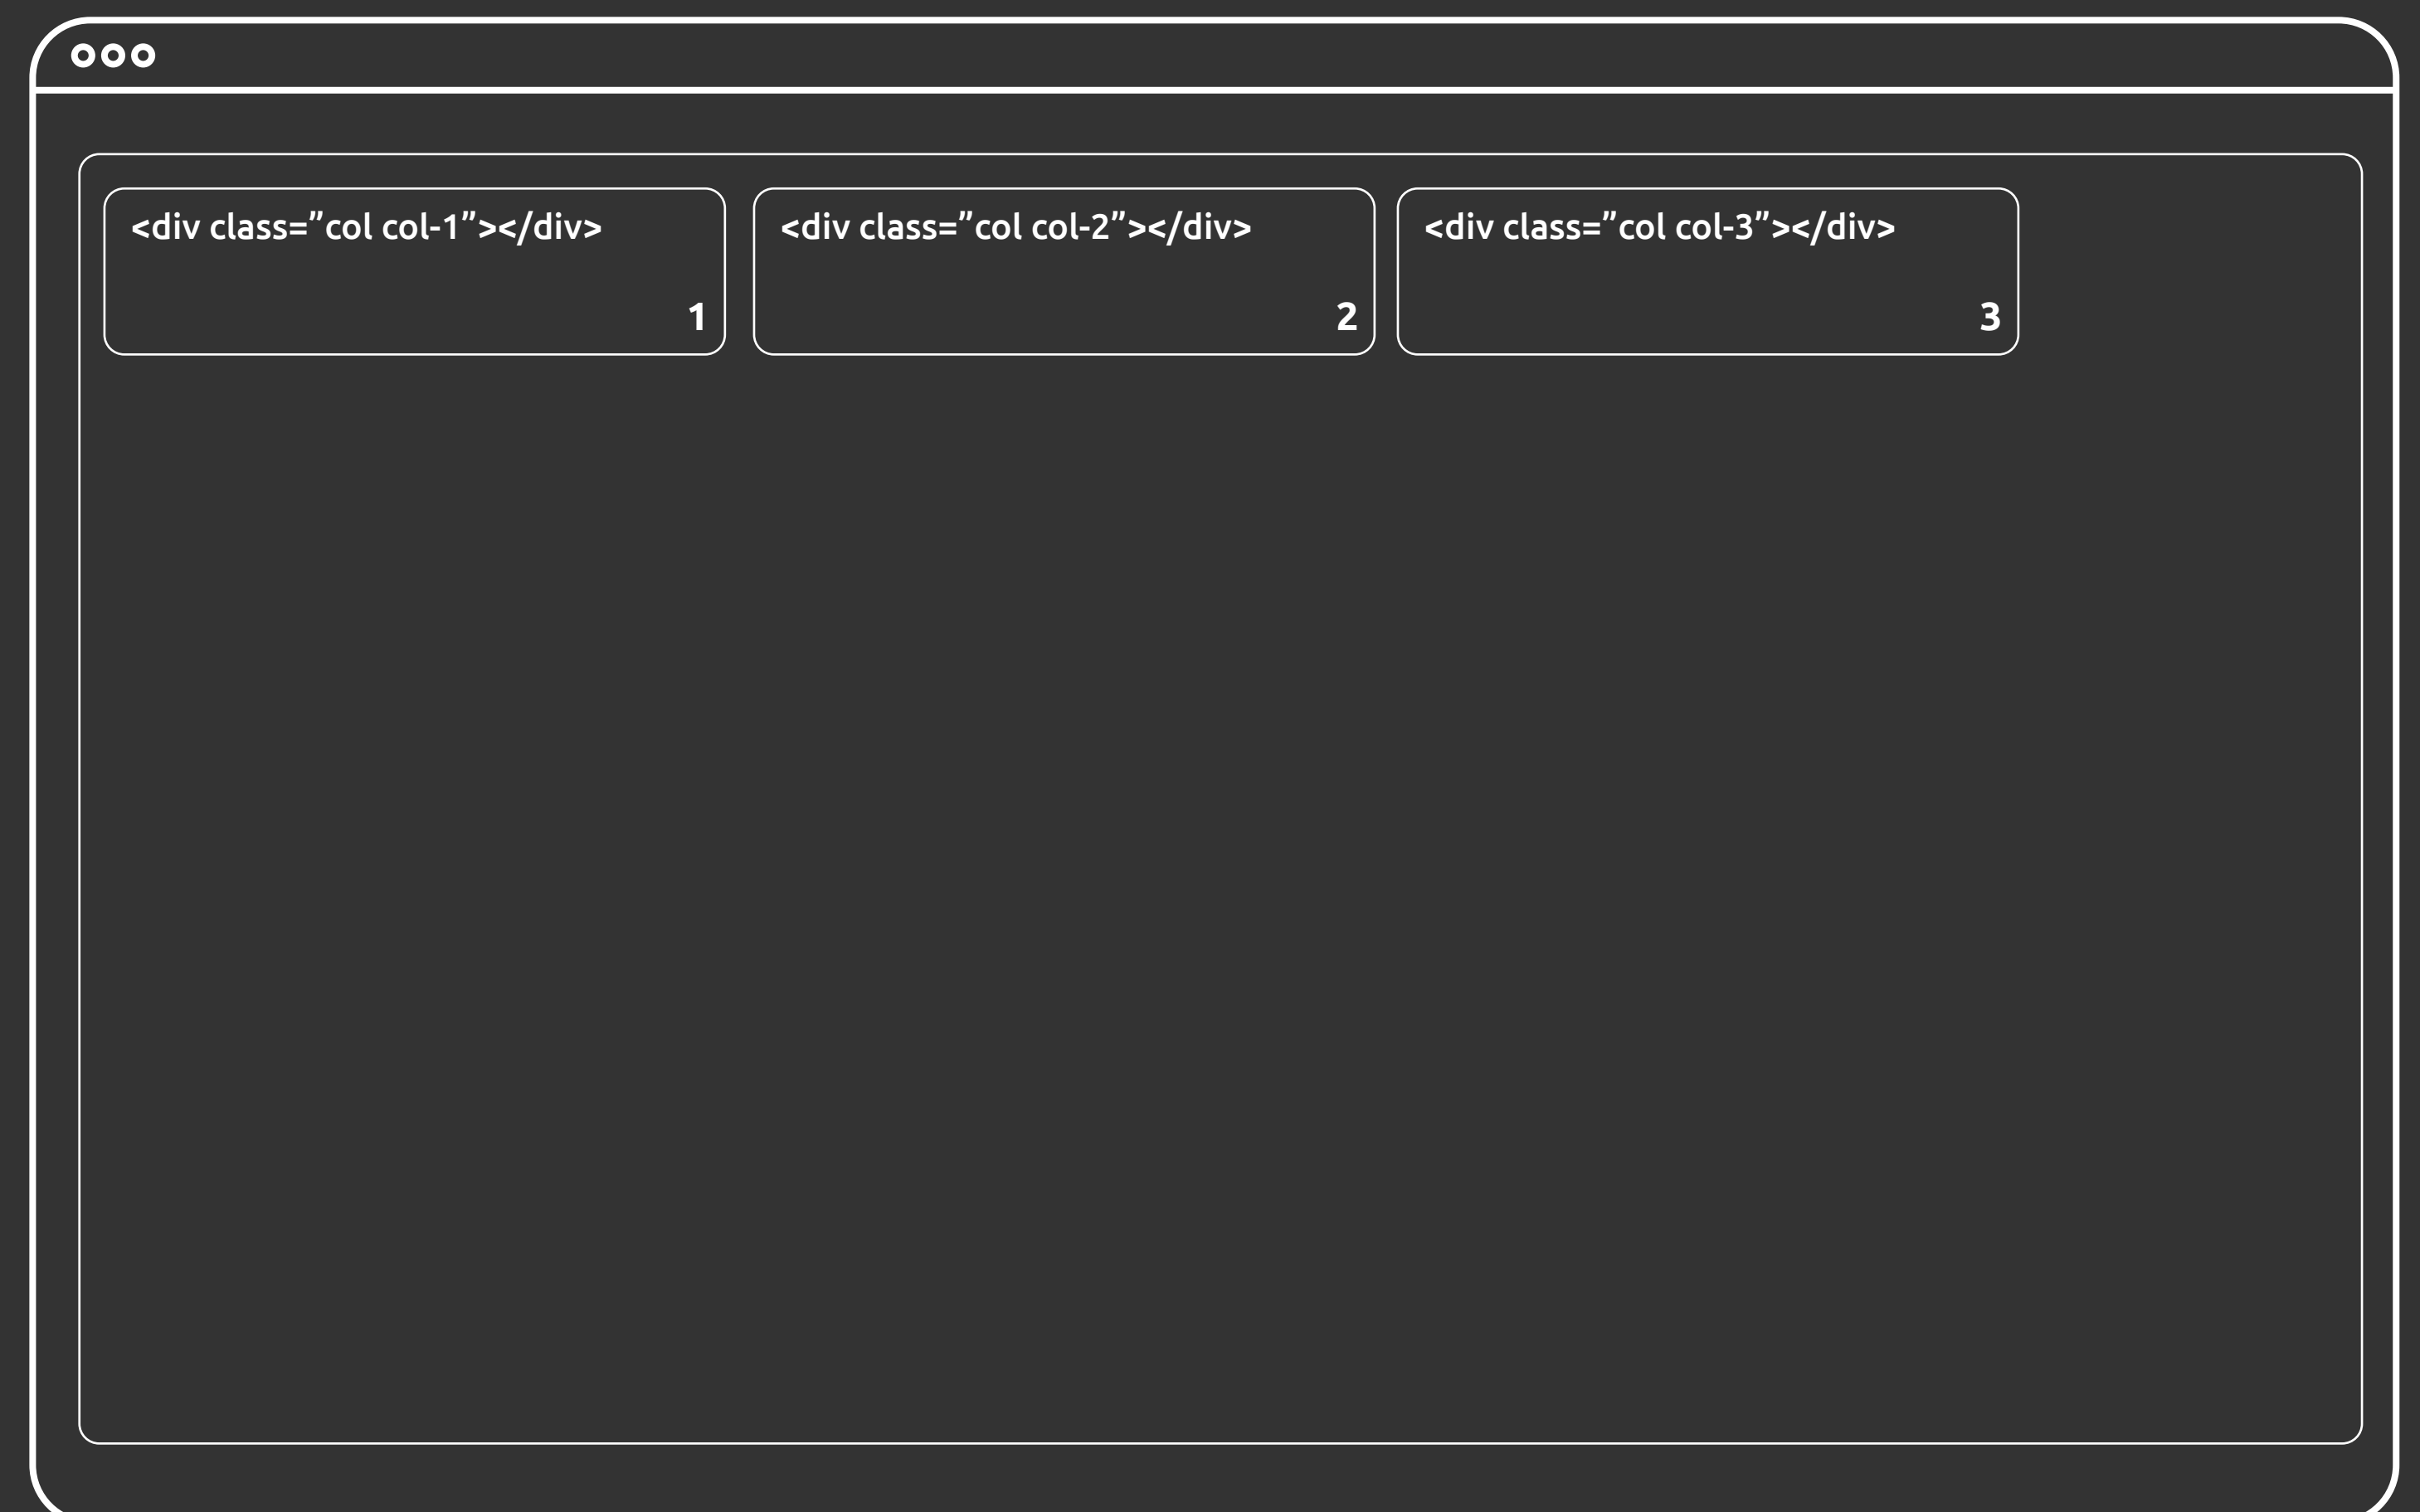 <div class=”col col-1”></div>
1
<div class=”col col-2”></div>
2
<div class=”col col-3”></div>
3